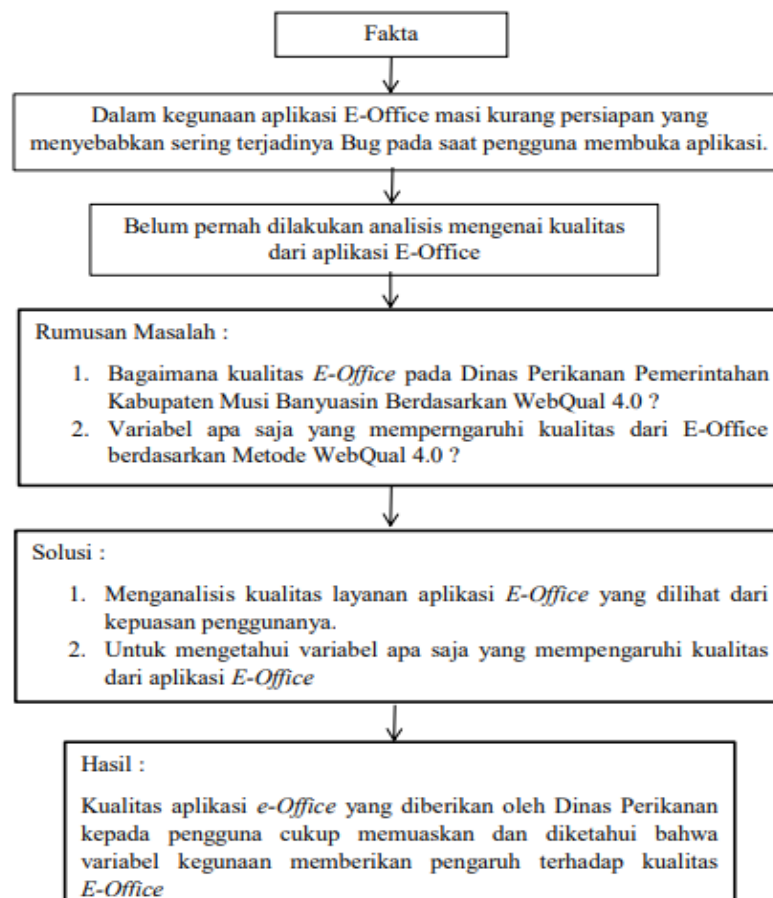 Fakta
Dalam kegunaan aplikasi E-Office masi kurang persiapan yang
menyebabkan sering terjadinya Bug pada saat pengguna membuka aplikasi.
Belum pernah dilakukan analisis mengenai kualitas
dari aplikasi E-Office
Rumusan Masalah :
1. Bagaimana kualitas E-Office pada Dinas Perikanan Pemerintahan
Kabupaten Musi Banyuasin Berdasarkan WebQual 4.0 ?
2. Variabel apa saja yang memperngaruhi kualitas dari E-Office
berdasarkan Metode WebQual 4.0 ?
Solusi :
1. Menganalisis kualitas layanan aplikasi E-Office yang dilihat dari
kepuasan penggunanya.
2. Untuk mengetahui variabel apa saja yang mempengaruhi kualitas
dari aplikasi E-Office
Hasil :
Kualitas aplikasi e-Office yang diberikan oleh Dinas Perikanan
kepada pengguna cukup memuaskan dan diketahui bahwa
variabel kegunaan memberikan pengaruh terhadap kualitas
E-Office